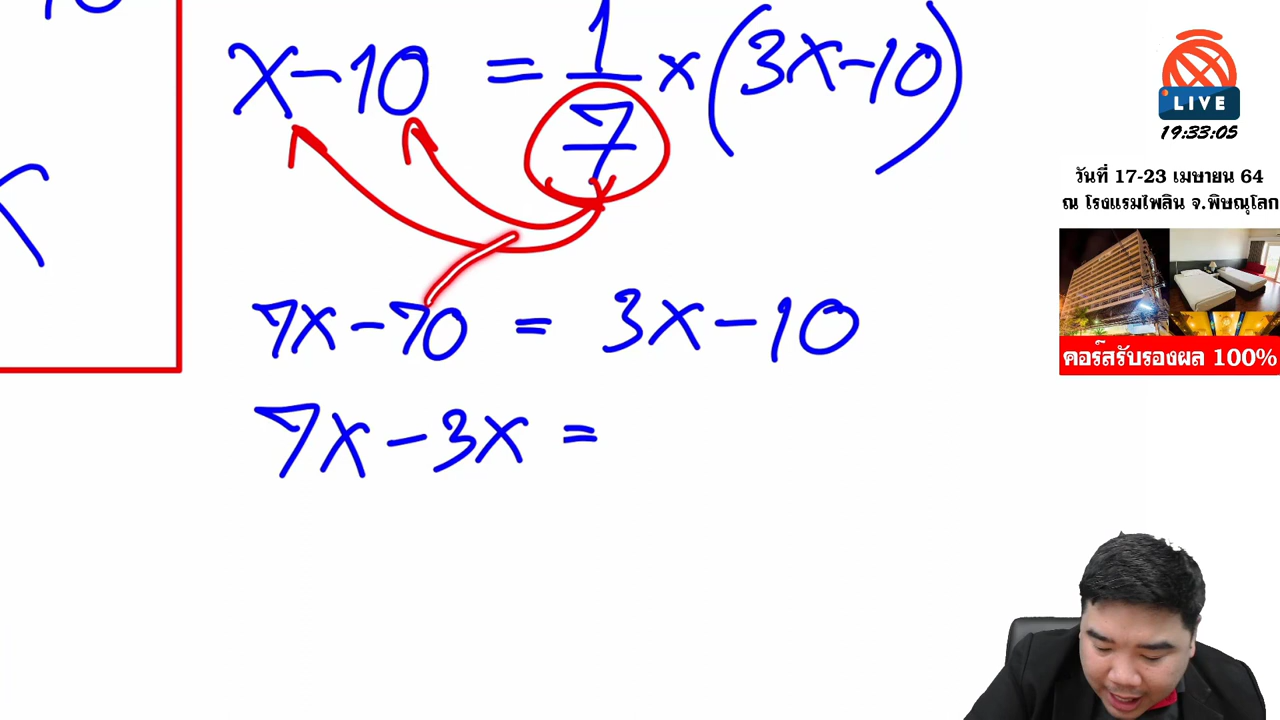 x-10 = 1/7 × (3x-10)
7x-70 = 3x-10
7x-3x =
LIVE
19:33:05
วันที่ 17-23 เมษายน 64
ณ โรงแรมไพลิน จ.พิษณุโลก
คอร์สรับรองผล 100%